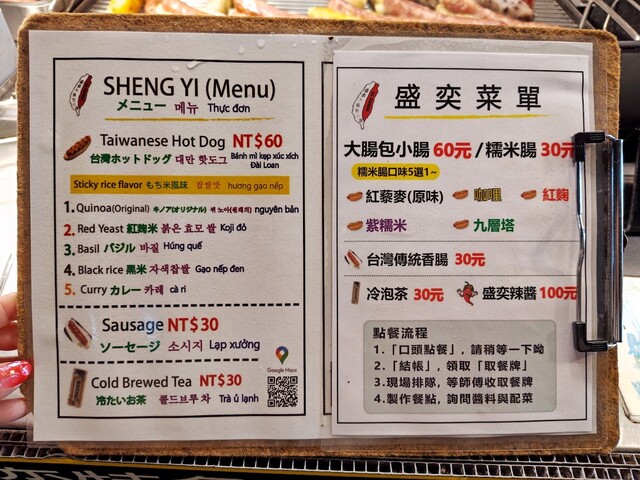 SHENG YI (Menu)
メニュー 메뉴 Thực đơn
Taiwanese Hot Dog NT$60
台湾ホットドッグ 대만 핫도그 Bánh mì kẹp xúc xích Đài Loan
Sticky rice flavor もち米風味 찹쌀맛 hương gạo nếp
1. Quinoa(Original) キノア(オリジナル) 퀴노아(원래의) nguyên bản
2. Red Yeast 紅麹米 붉은 효모 쌀 Koji đỏ
3. Basil バジル 바질 Húng quế
4. Black rice 黒米 자색찹쌀 Gạo nếp đen
5. Curry カレー 카레 cà ri
Sausage NT$30
ソーセージ 소시지 Lạp xưởng
Google Maps
Cold Brewed Tea NT$30
冷たいお茶 콜드브루 차 Trà ủ lạnh
盛奕菜單
大腸包小腸 60元 / 糯米腸 30元
糯米腸口味5選1~
紅藜麥(原味) 咖哩 紅麴
紫糯米 九層塔
台灣傳統香腸 30元
冷泡茶 30元 盛奕辣醬 100元
點餐流程
1.「口頭點餐」, 請稍等一下呦
2.「結帳」, 領取「取餐牌」
3.現場排隊, 等師傅收取餐牌
4.製作餐點, 詢問醬料與配菜